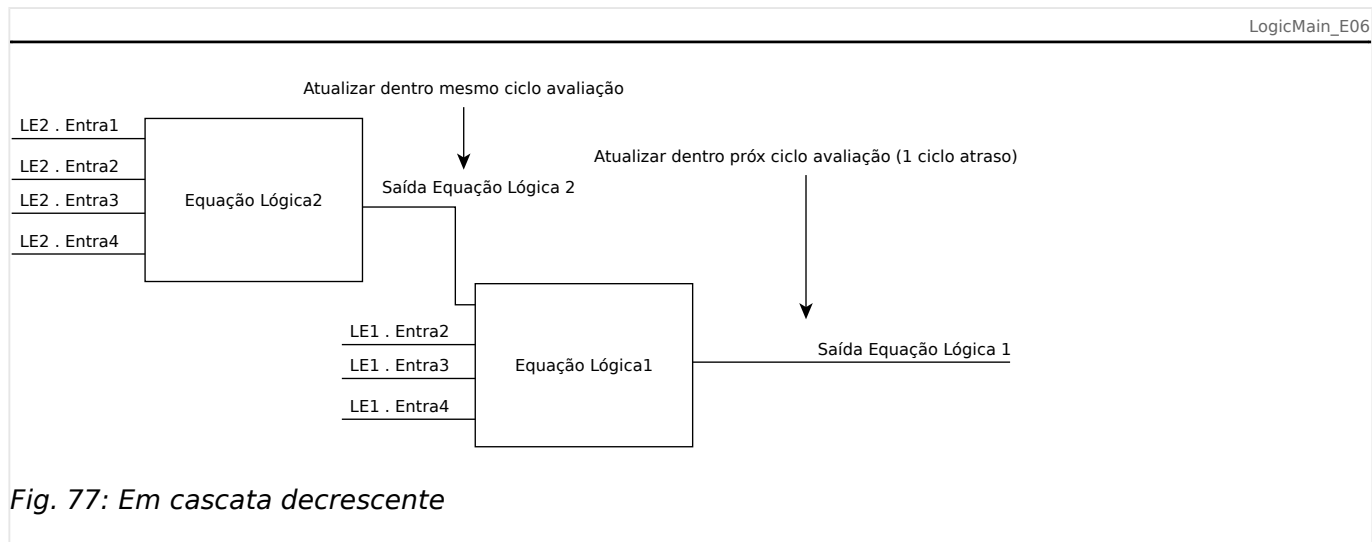 LogicMain_E06
Atualizar dentro mesmo ciclo avaliação
LE2 . Entra1
Atualizar dentro próx ciclo avaliação (1 ciclo atraso)
LE2 . Entra2
Saída Equação Lógica 2
LE2 . Entra3
Equação Lógica2
LE2 . Entra4
LE1 . Entra2
Saída Equação Lógica 1
LE1 . Entra3
Equação Lógica1
LE1 . Entra4
Fig. 77: Em cascata decrescente